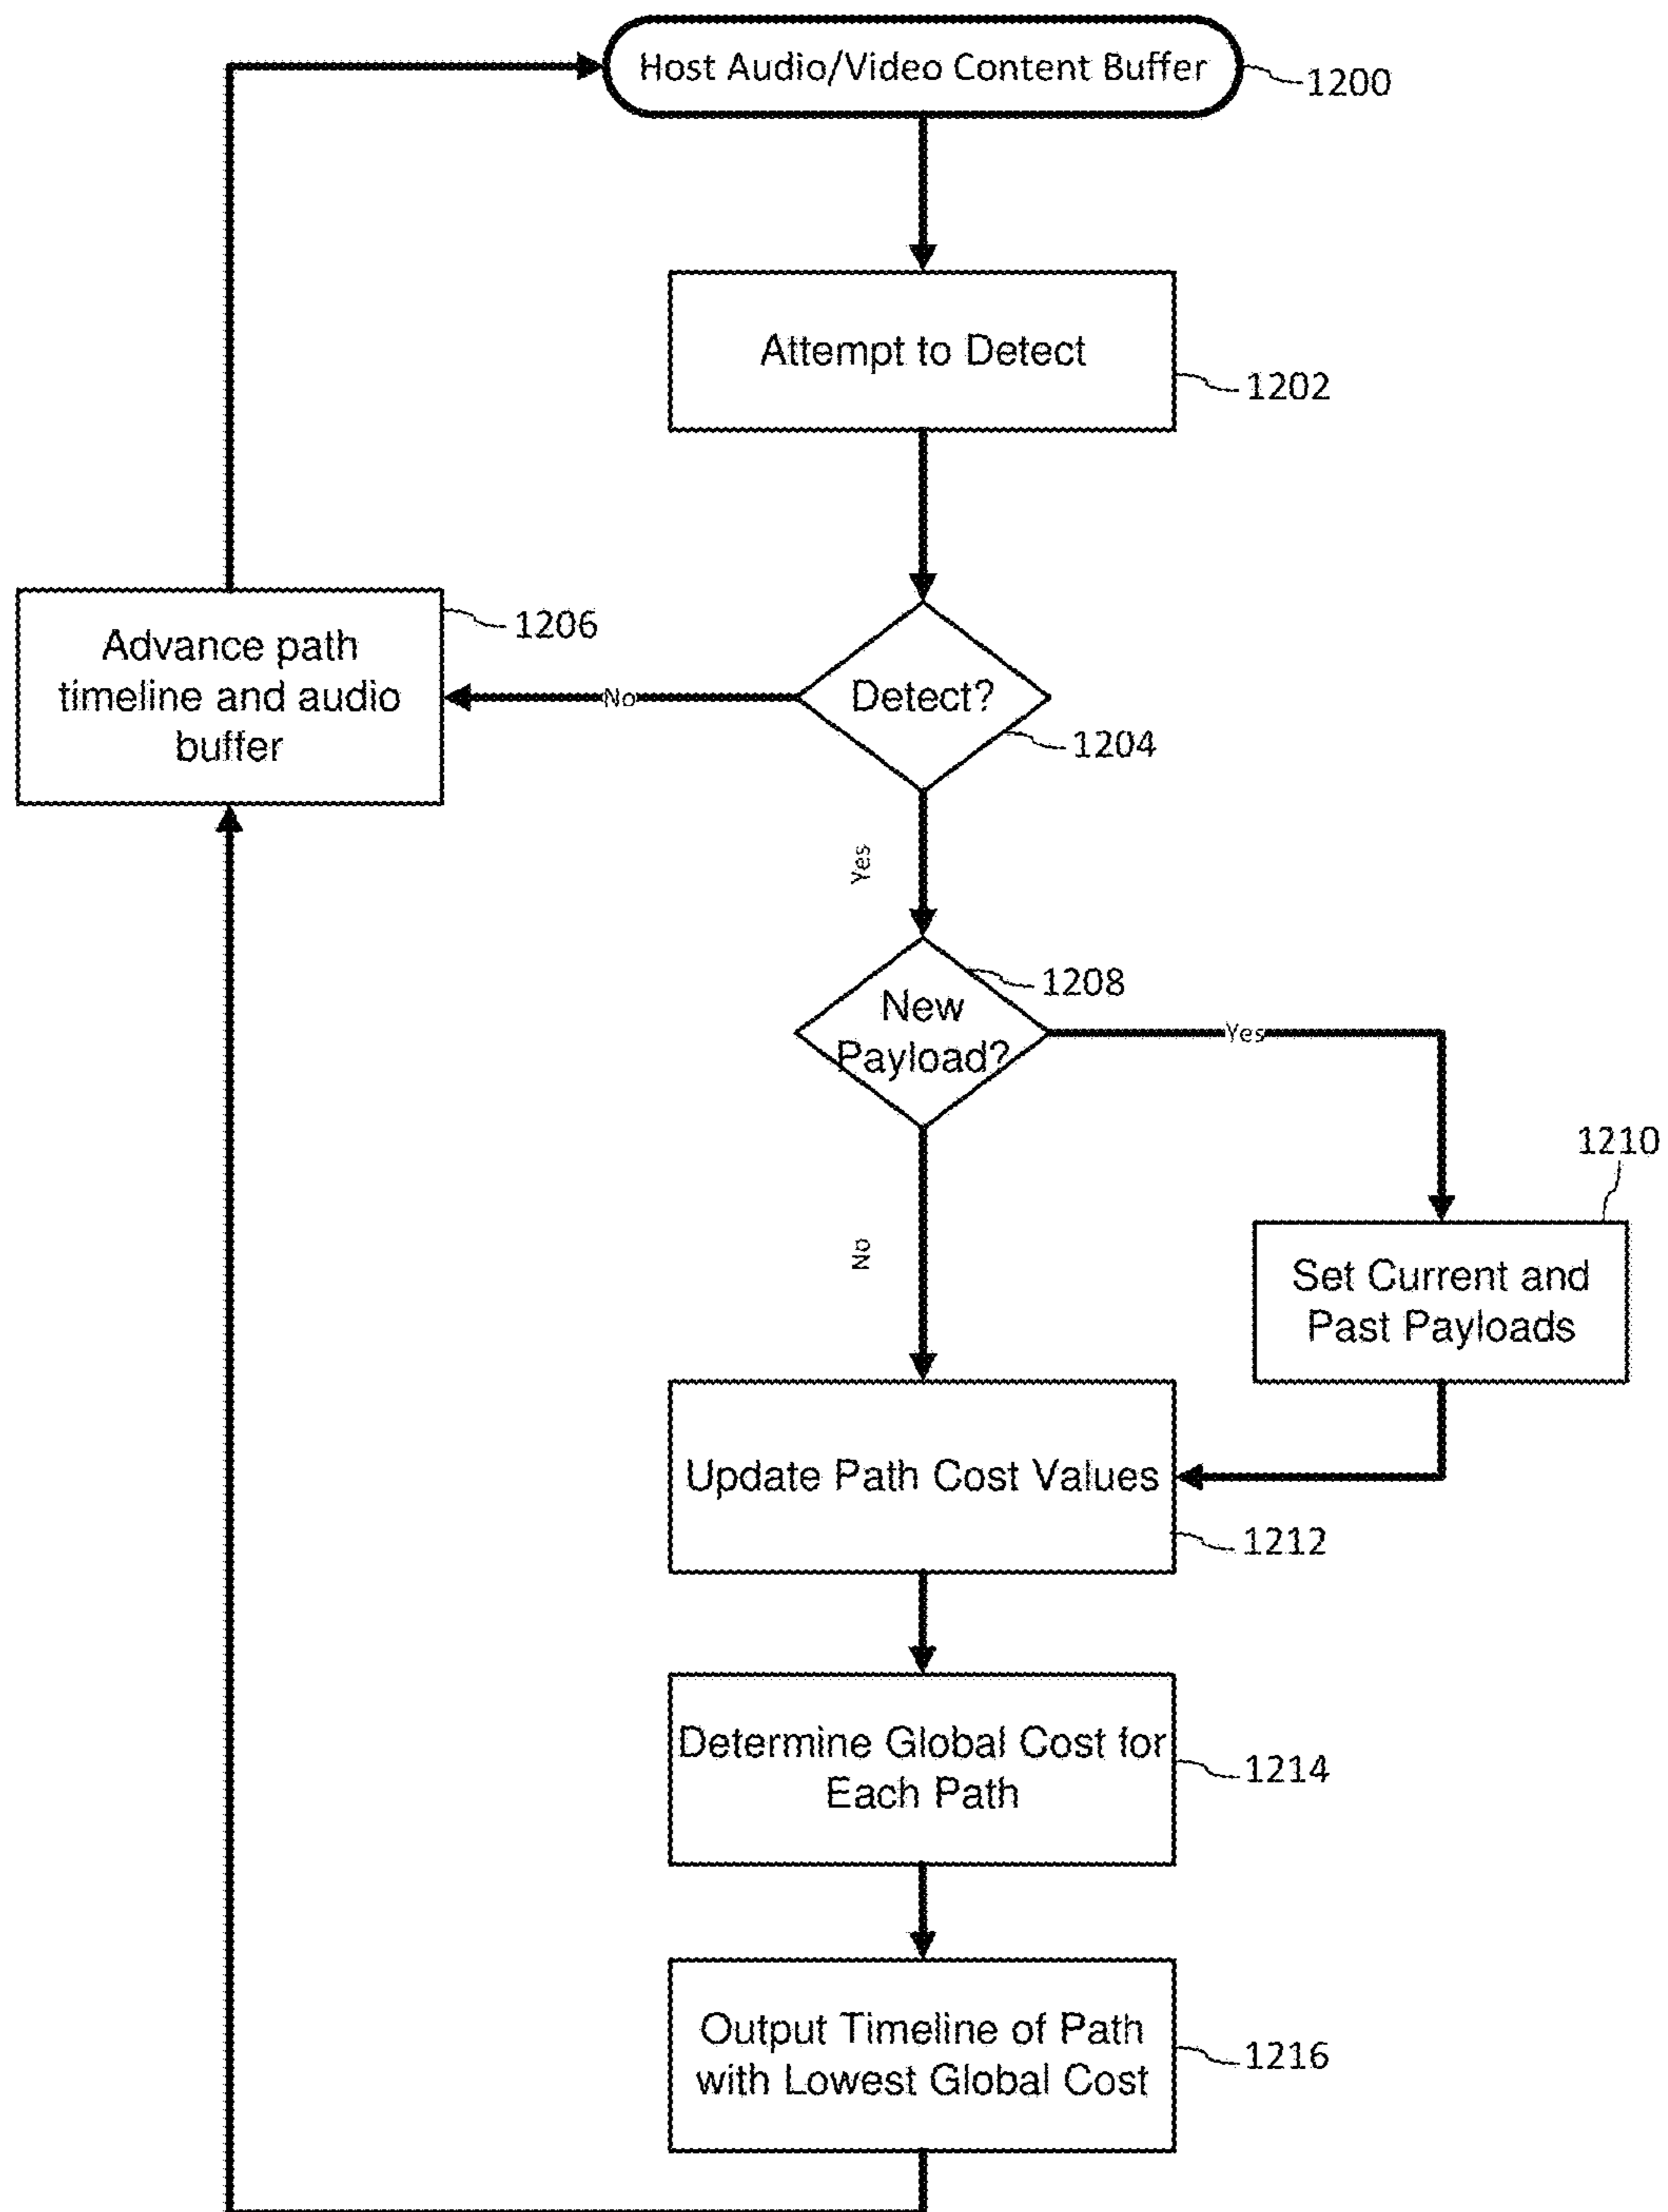 Host Audio/Video Content Buffer
1200
Attempt to Detect
1202
Advance path
timeline and audio
buffer
1206
No
Detect?
1204
Yes
New
Payload?
1208
Yes
No
1210
Set Current and
Past Payloads
Update Path Cost Values
1212
Determine Global Cost for
Each Path
1214
Output Timeline of Path
with Lowest Global Cost
1216